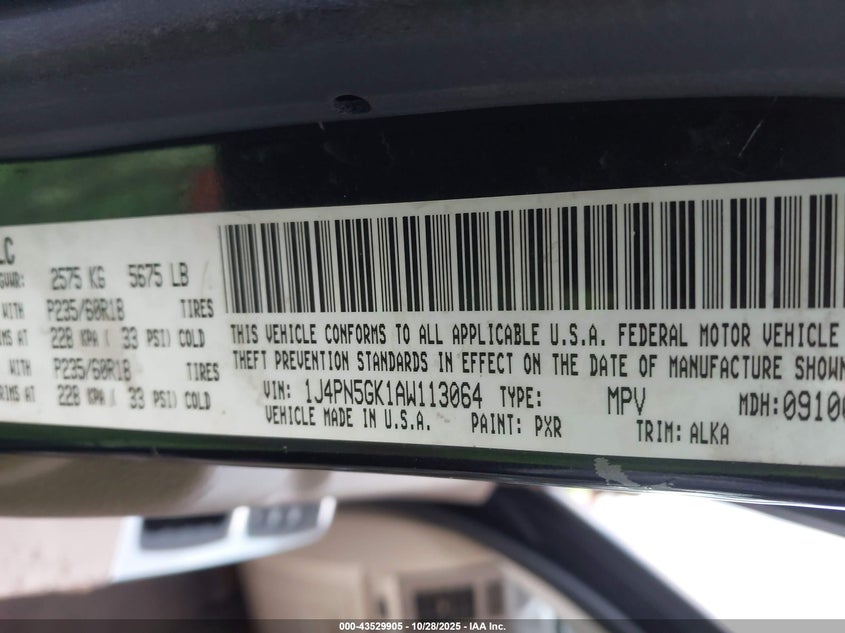 LC
GVWR: 2575 KG 5675 LB
WITH P235/60R18 TIRES
RIMS AT 228 KPA ( 33 PSI) COLD
WITH P235/60R18 TIRES
RIMS AT 228 KPA ( 33 PSI) COLD
THIS VEHICLE CONFORMS TO ALL APPLICABLE U.S.A. FEDERAL MOTOR VEHICLE
THEFT PREVENTION STANDARDS IN EFFECT ON THE DATE OF MANUFACTURE SHOWN
VIN: 1J4PN5GK1AW113064 TYPE: MPV MDH: 09100
VEHICLE MADE IN U.S.A. PAINT: PXR TRIM: ALKA
000-43529905 - 10/28/2025 - IAA Inc.